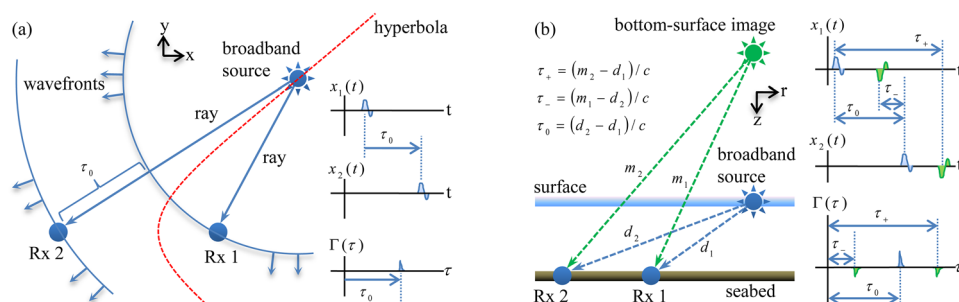 (a)
y
x
broadband
source
hyperbola
wavefronts
ray
ray
τ₀
Rx 2
Rx 1
x₁(t)
t
τ₀
x₂(t)
t
Γ(τ)
τ
τ₀
(b)
bottom-surface image
τ₊ = (m₂ − d₁) / c
τ₋ = (m₁ − d₂) / c
τ₀ = (d₂ − d₁) / c
r
z
broadband
source
m₂
m₁
surface
d₂
d₁
Rx 2
Rx 1
seabed
x₁(t)
τ₊
t
τ₋
τ₀
x₂(t)
t
Γ(τ)
τ₊
τ₋
τ
τ₀